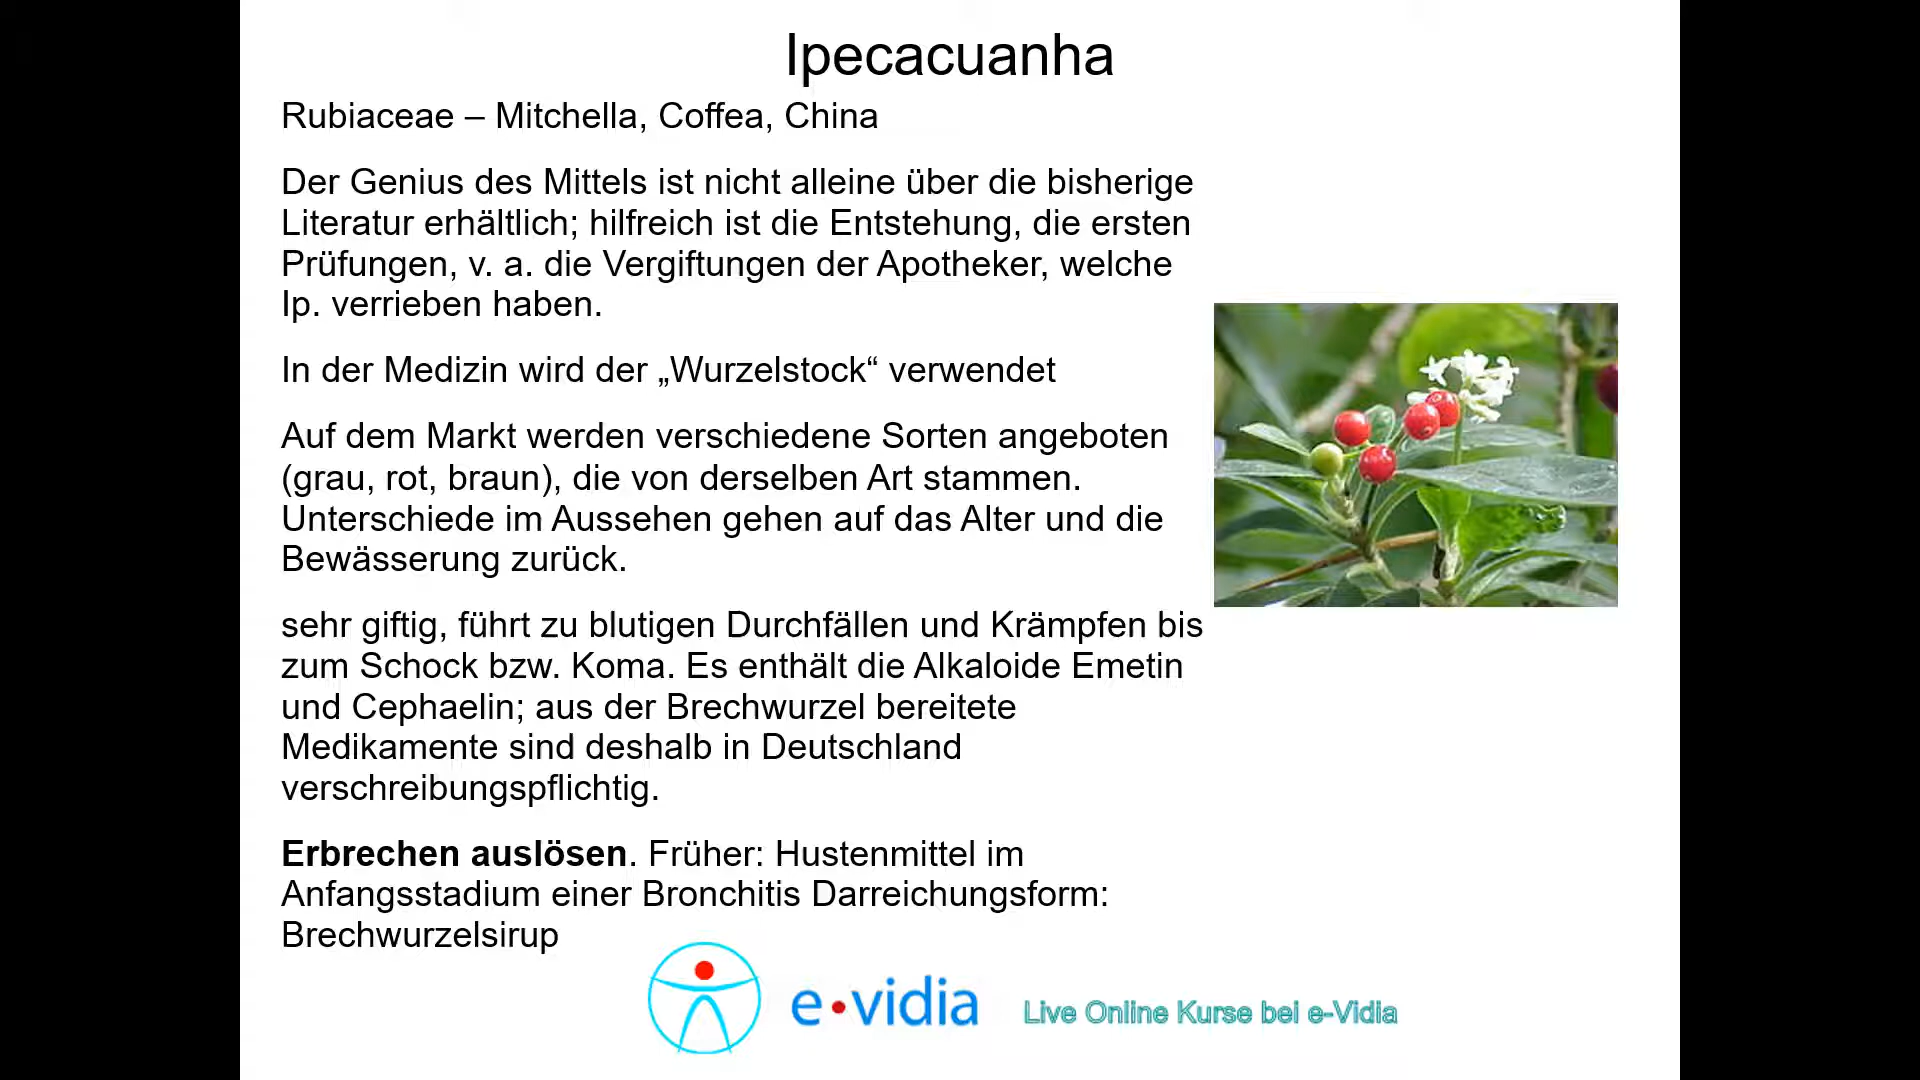 Ipecacuanha
Rubiaceae – Mitchella, Coffea, China
Der Genius des Mittels ist nicht alleine über die bisherige
Literatur erhältlich; hilfreich ist die Entstehung, die ersten
Prüfungen, v. a. die Vergiftungen der Apotheker, welche
Ip. verrieben haben.
In der Medizin wird der „Wurzelstock“ verwendet
Auf dem Markt werden verschiedene Sorten angeboten
(grau, rot, braun), die von derselben Art stammen.
Unterschiede im Aussehen gehen auf das Alter und die
Bewässerung zurück.
sehr giftig, führt zu blutigen Durchfällen und Krämpfen bis
zum Schock bzw. Koma. Es enthält die Alkaloide Emetin
und Cephaelin; aus der Brechwurzel bereitete
Medikamente sind deshalb in Deutschland
verschreibungspflichtig.
Erbrechen auslösen. Früher: Hustenmittel im
Anfangsstadium einer Bronchitis Darreichungsform:
Brechwurzelsirup
e•vidia
Live Online Kurse bei e-Vidia